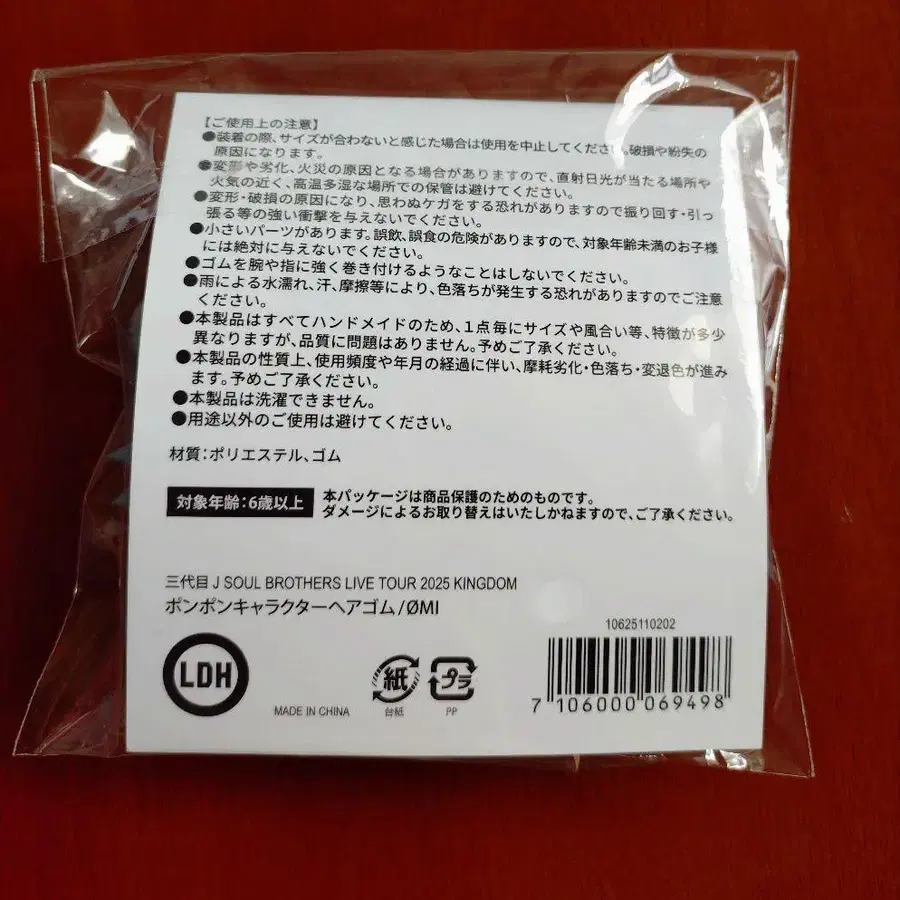 【ご使用上の注意】
●装着の際、サイズが合わないと感じた場合は使用を中止してください。破損や紛失の
原因になります。
●変形や劣化、火災の原因となる場合がありますので、直射日光が当たる場所や
火気の近く、高温多湿な場所での保管は避けてください。
●変形・破損の原因になり、思わぬケガをする恐れがありますので振り回す・引っ
張る等の強い衝撃を与えないでください。
●小さいパーツがあります。誤飲、誤食の危険がありますので、対象年齢未満のお子様
には絶対に与えないでください。
●ゴムを腕や指に強く巻き付けるようなことはしないでください。
●雨による水濡れ、汗、摩擦等により、色落ちが発生する恐れがありますのでご注意
ください。
●本製品はすべてハンドメイドのため、1点毎にサイズや風合い等、特徴が多少
異なりますが、品質に問題はありません。予めご了承ください。
●本製品の性質上、使用頻度や年月の経過に伴い、摩耗劣化・色落ち・変退色が進み
ます。予めご了承ください。
●本製品は洗濯できません。
●用途以外のご使用は避けてください。
材質：ポリエステル、ゴム
対象年齢：6歳以上
本パッケージは商品保護のためのものです。
ダメージによるお取り替えはいたしかねますので、ご了承ください。
三代目 J SOUL BROTHERS LIVE TOUR 2025 KINGDOM
ポンポンキャラクターヘアゴム/ØMI
LDH
MADE IN CHINA
紙
台紙
プラ
PP
10625110202
7 106000 069498